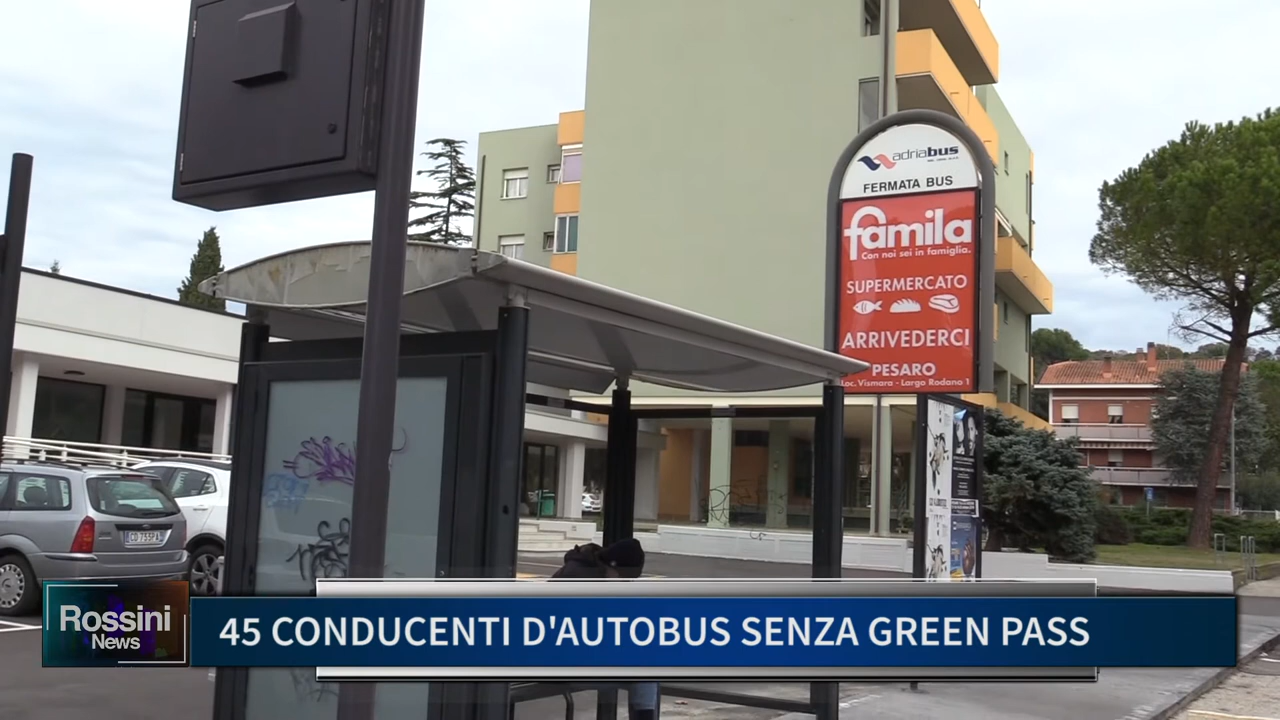 adriabus
FERMATA BUS
famila
Con noi sei in famiglia.
SUPERMERCATO
ARRIVEDERCI
PESARO
Loc. Vismara - Largo Rodano 1
CD755PA
Rossini
News
45 CONDUCENTI D'AUTOBUS SENZA GREEN PASS